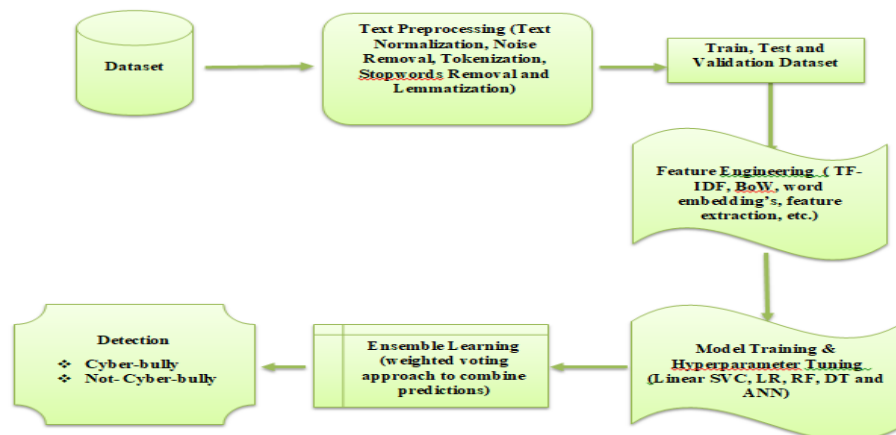 Dataset
Text Preprocessing (Text
Normalization, Noise
Removal, Tokenization,
Stopwords Removal and
Lemmatization)
Train, Test and
Validation Dataset
Feature Engineering ( TF-
IDF, BoW, word
embedding's, feature
extraction, etc.)
Model Training &
Hyperparameter Tuning
(Linear SVC, LR, RF, DT and
ANN)
Ensemble Learning
(weighted voting
approach to combine
predictions)
Detection
❖ Cyber-bully
❖ Not- Cyber-bully